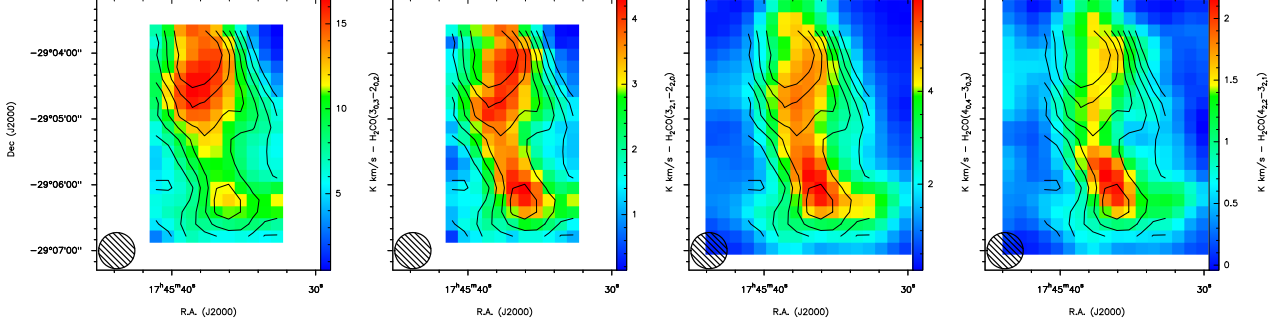 Dec (J2000)
−29°04'00"
−29°05'00"
−29°06'00"
−29°07'00"
17ʰ45ᵐ40ˢ
30ˢ
R.A. (J2000)
15
10
5
K km/s − H₂CO(3₀,₃−2₀,₂)
17ʰ45ᵐ40ˢ
30ˢ
R.A. (J2000)
4
3
2
1
K km/s − H₂CO(3₂,₁−2₂,₀)
17ʰ45ᵐ40ˢ
30ˢ
R.A. (J2000)
4
2
K km/s − H₂CO(4₀,₄−3₀,₃)
17ʰ45ᵐ40ˢ
30ˢ
R.A. (J2000)
2
1.5
1
0.5
0
K km/s − H₂CO(4₂,₂−3₂,₁)